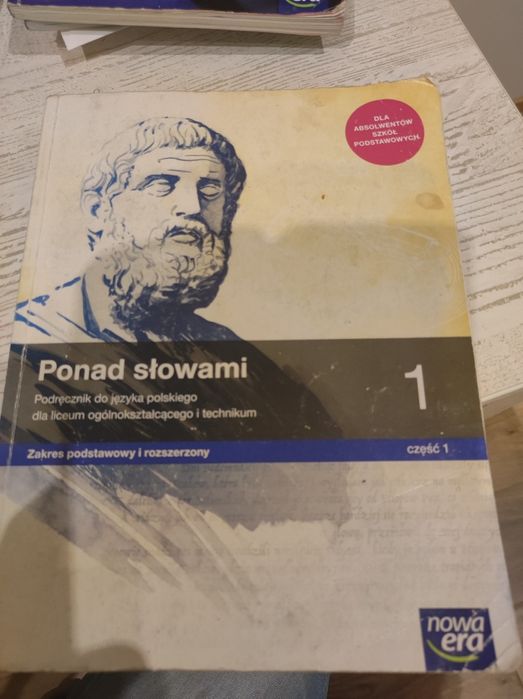 era
DLA
ABSOLWENTÓW
SZKÓŁ
PODSTAWOWYCH
Ponad słowami
1
Podręcznik do języka polskiego
dla liceum ogólnokształcącego i technikum
Zakres podstawowy i rozszerzony
część 1
nowa
era